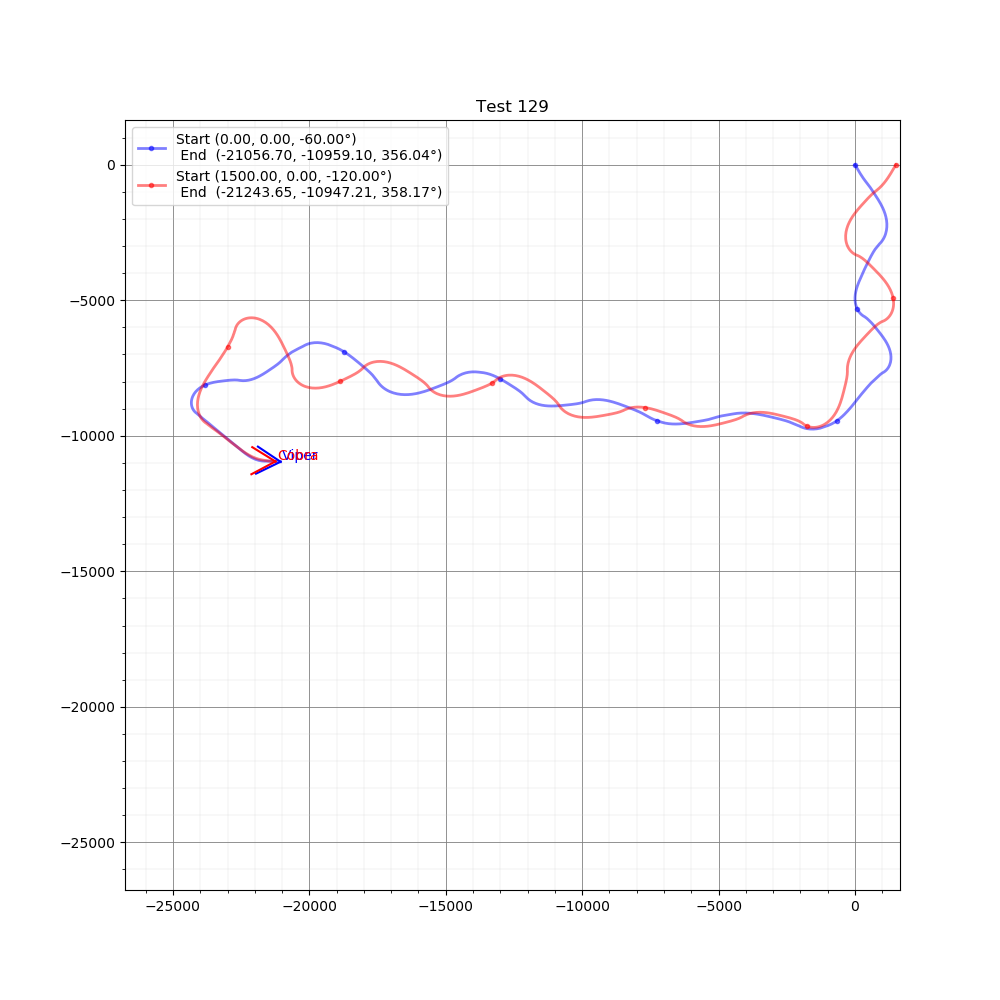 Test 129
Start (0.00, 0.00, -60.00°)
End (-21056.70, -10959.10, 356.04°)
Start (1500.00, 0.00, -120.00°)
End (-21243.65, -10947.21, 358.17°)
0
−5000
−10000
−15000
−20000
−25000
Viper
Cobra
−25000 −20000 −15000 −10000 −5000 0